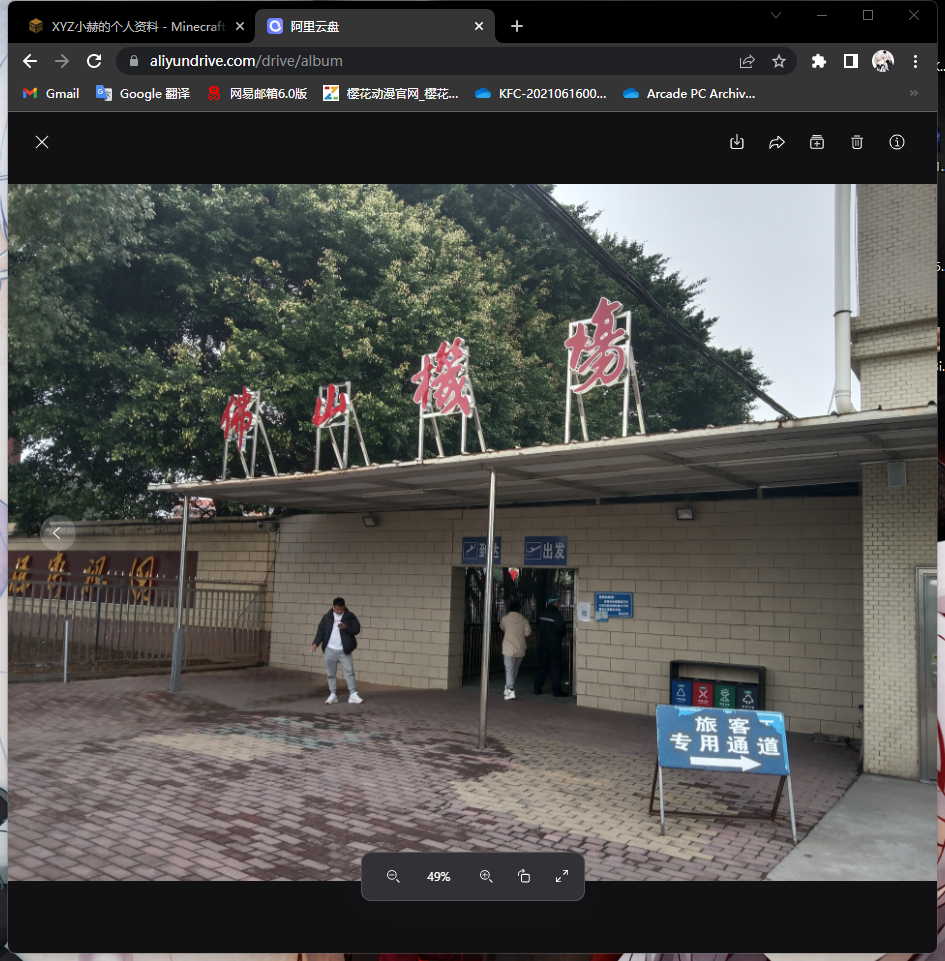 XYZ小赫的个人资料 - Minecraft
阿里云盘
aliyundrive.com/drive/album
Gmail
Google 翻译
网易邮箱6.0版
樱花动漫官网_樱花...
KFC-2021061600...
Arcade PC Archiv...
佛山機場
到达
出发
旅客
专用通道
49%